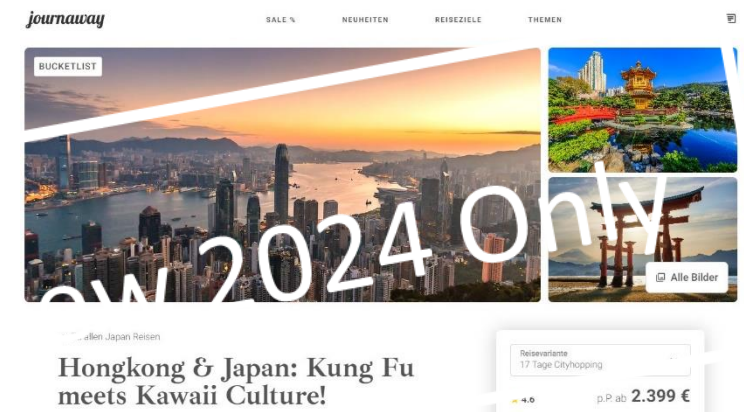 journaway
SALE %
NEUHEITEN
REISEZIELE
THEMEN
BUCKETLIST
2024 Only
Alle Bilder
allen Japan Reisen
Hongkong & Japan: Kung Fu
meets Kawaii Culture!
Reisevariante
17 Tage Cityhopping
4.6
p.P. ab 2.399 €